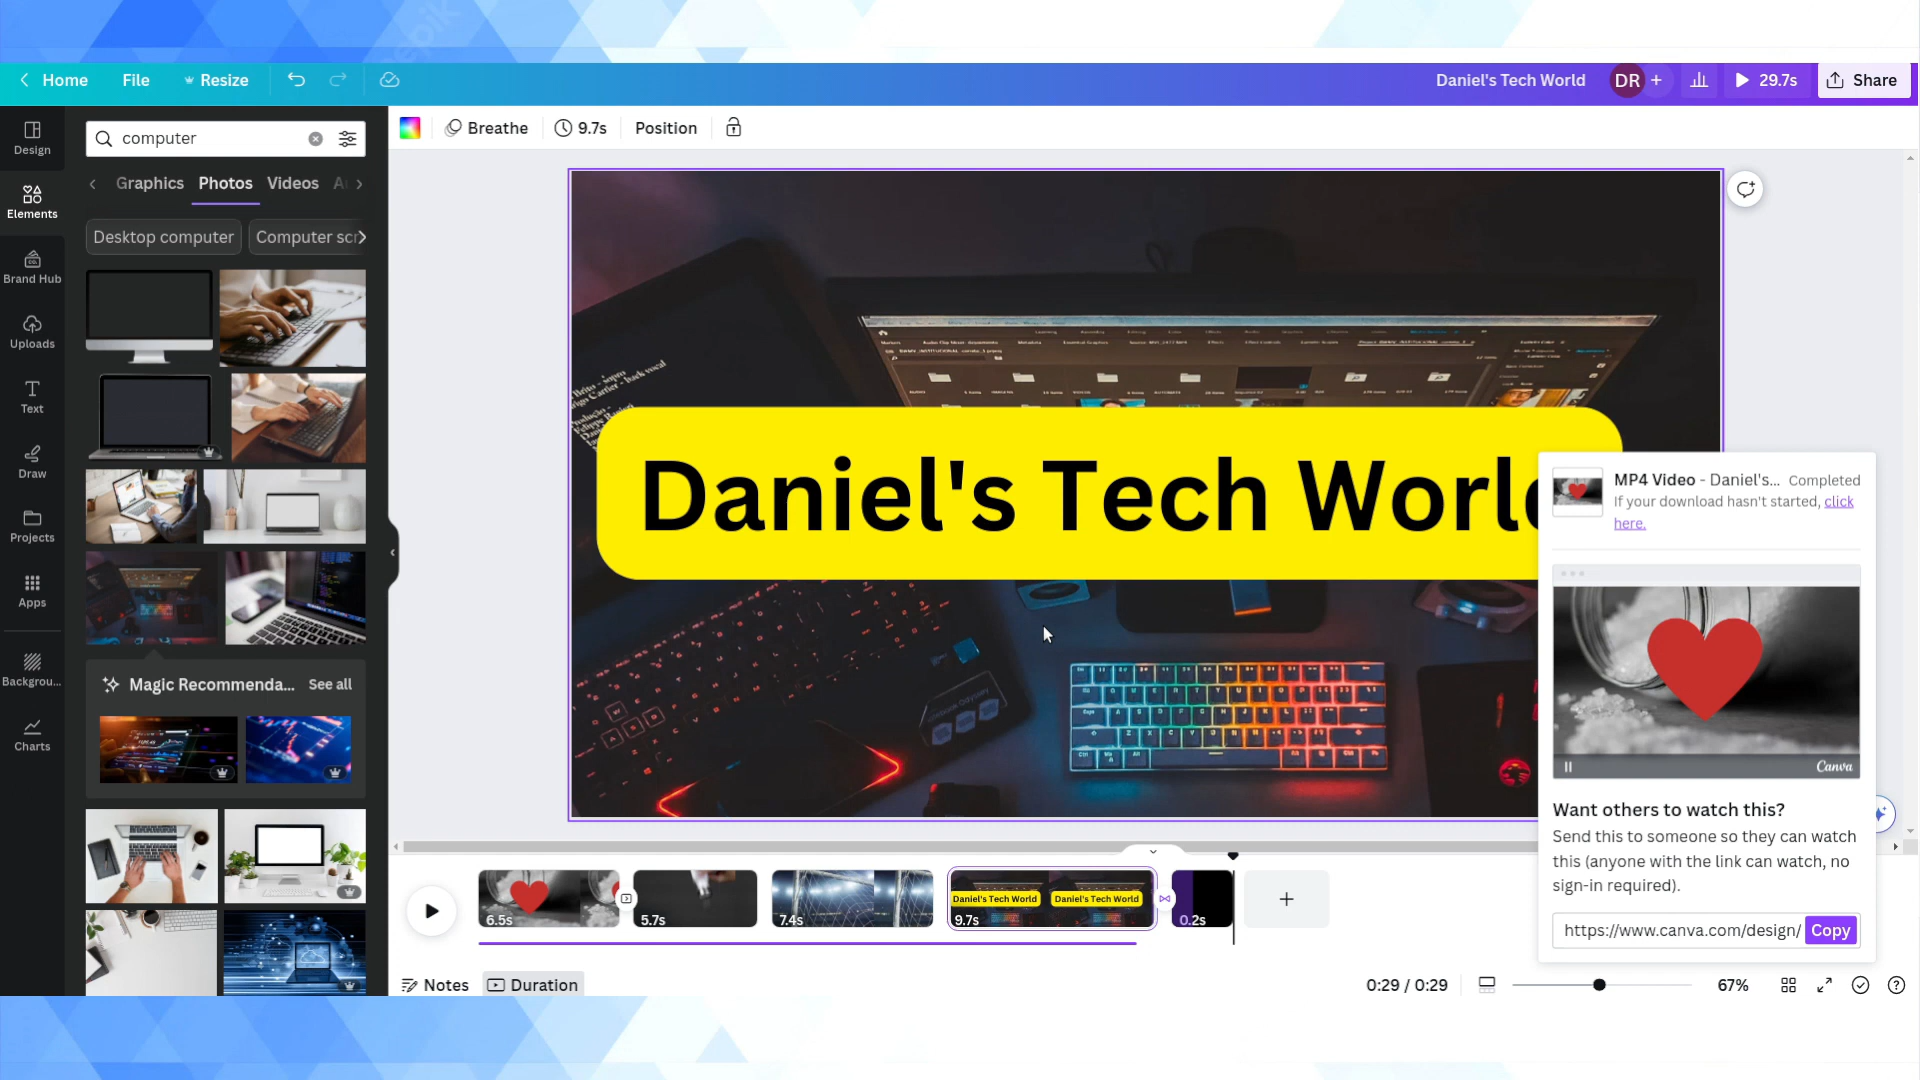 Home File Resize
Daniel's Tech World DR + 29.7s Share
Design
Elements
Brand Hub
Uploads
Text
Draw
Projects
Apps
Backgrou...
Charts
computer
Graphics Photos Videos
Desktop computer Computer scr
Magic Recommenda... See all
Breathe 9.7s Position
Daniel's Tech World
MP4 Video - Daniel's... Completed
If your download hasn't started, click
here.
Canva
Want others to watch this?
Send this to someone so they can watch
this (anyone with the link can watch, no
sign-in required).
https://www.canva.com/design/ Copy
6.5s 5.7s 7.4s 9.7s 0.2s
Daniel's Tech World Daniel's Tech World
Notes Duration
0:29 / 0:29 67%